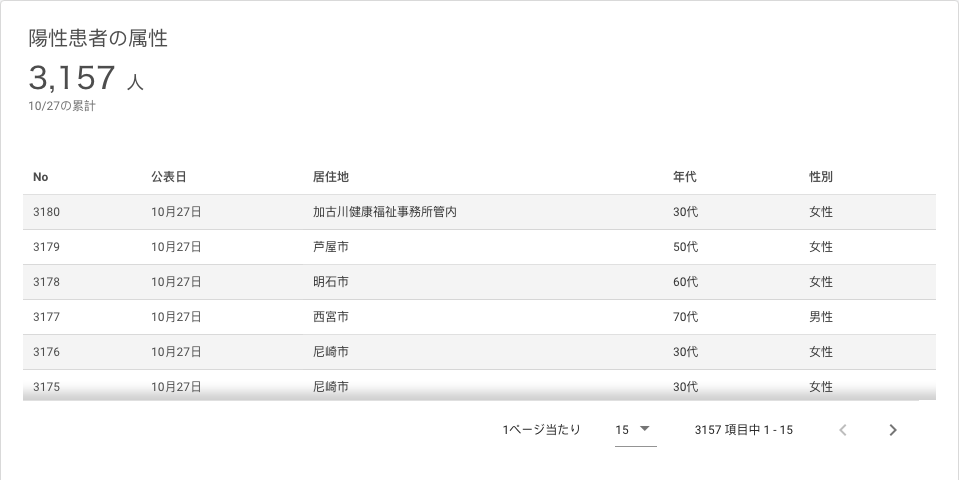 陽性患者の属性
3,157 人
10/27の累計
No 公表日 居住地 年代 性別
3180 10月27日 加古川健康福祉事務所管内 30代 女性
3179 10月27日 芦屋市 50代 女性
3178 10月27日 明石市 60代 女性
3177 10月27日 西宮市 70代 男性
3176 10月27日 尼崎市 30代 女性
3175 10月27日 尼崎市 30代 女性
1ページ当たり 15 3157 項目中 1 - 15